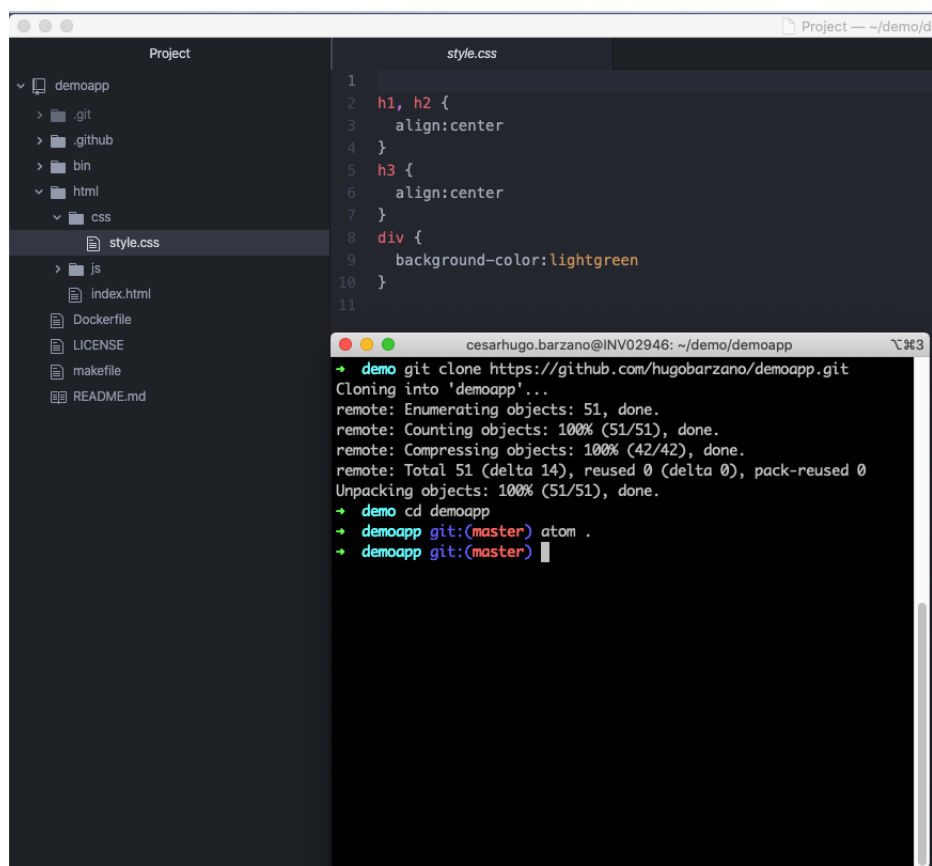 Project — ~/demo/d
Project
demoapp
.git
.github
bin
html
css
style.css
js
index.html
Dockerfile
LICENSE
makefile
README.md
style.css
1
2 h1, h2 {
3   align:center
4 }
5 h3 {
6   align:center
7 }
8 div {
9   background-color:lightgreen
10 }
11
cesarhugo.barzano@INV02946: ~/demo/demoapp ⌥⌘3
➜ demo git clone https://github.com/hugobarzano/demoapp.git
Cloning into 'demoapp'...
remote: Enumerating objects: 51, done.
remote: Counting objects: 100% (51/51), done.
remote: Compressing objects: 100% (42/42), done.
remote: Total 51 (delta 14), reused 0 (delta 0), pack-reused 0
Unpacking objects: 100% (51/51), done.
➜ demo cd demoapp
➜ demoapp git:(master) atom .
➜ demoapp git:(master)